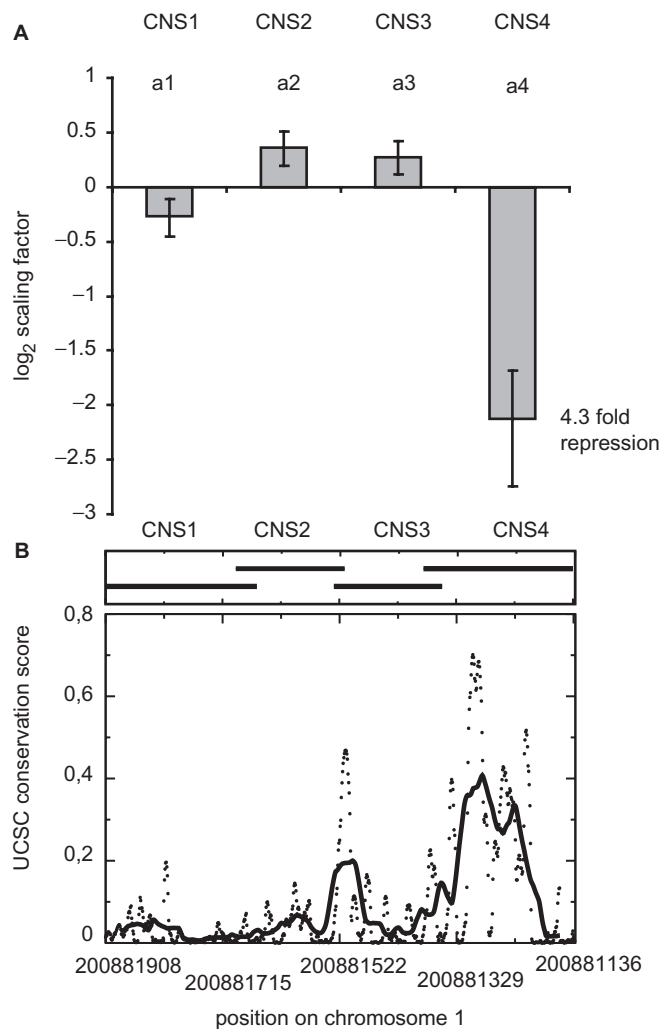 A
CNS1 CNS2 CNS3 CNS4
a1 a2 a3 a4
1
0.5
0
−0.5
−1
−1.5
−2
−2.5
−3
log2 scaling factor
4.3 fold
repression
B
CNS1 CNS2 CNS3 CNS4
0,8
0,6
0,4
0,2
0
UCSC conservation score
200881908 200881522 200881136
200881715 200881329
position on chromosome 1